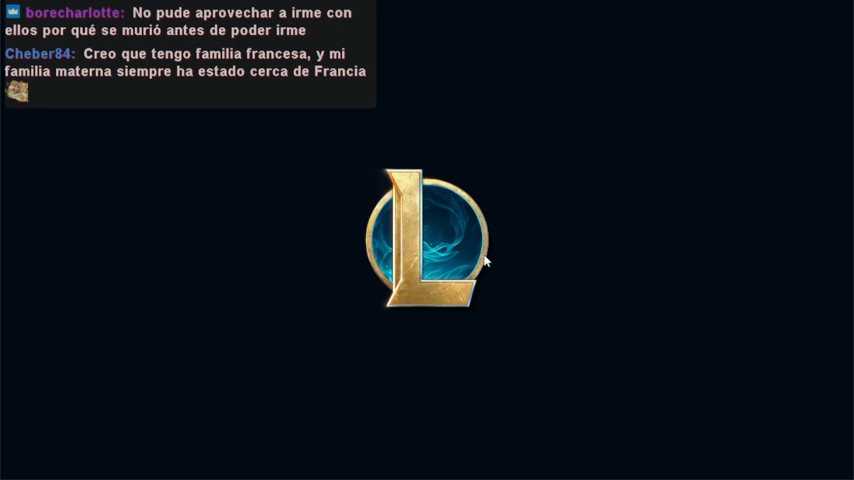 borecharlotte: No pude aprovechar a irme con
ellos por qué se murió antes de poder irme
Cheber84: Creo que tengo familia francesa, y mi
familia materna siempre ha estado cerca de Francia
L